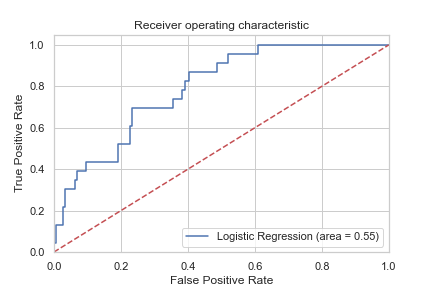 Receiver operating characteristic
1.0
0.8
0.6
0.4
0.2
0.0
True Positive Rate
Logistic Regression (area = 0.55)
0.0 0.2 0.4 0.6 0.8 1.0
False Positive Rate